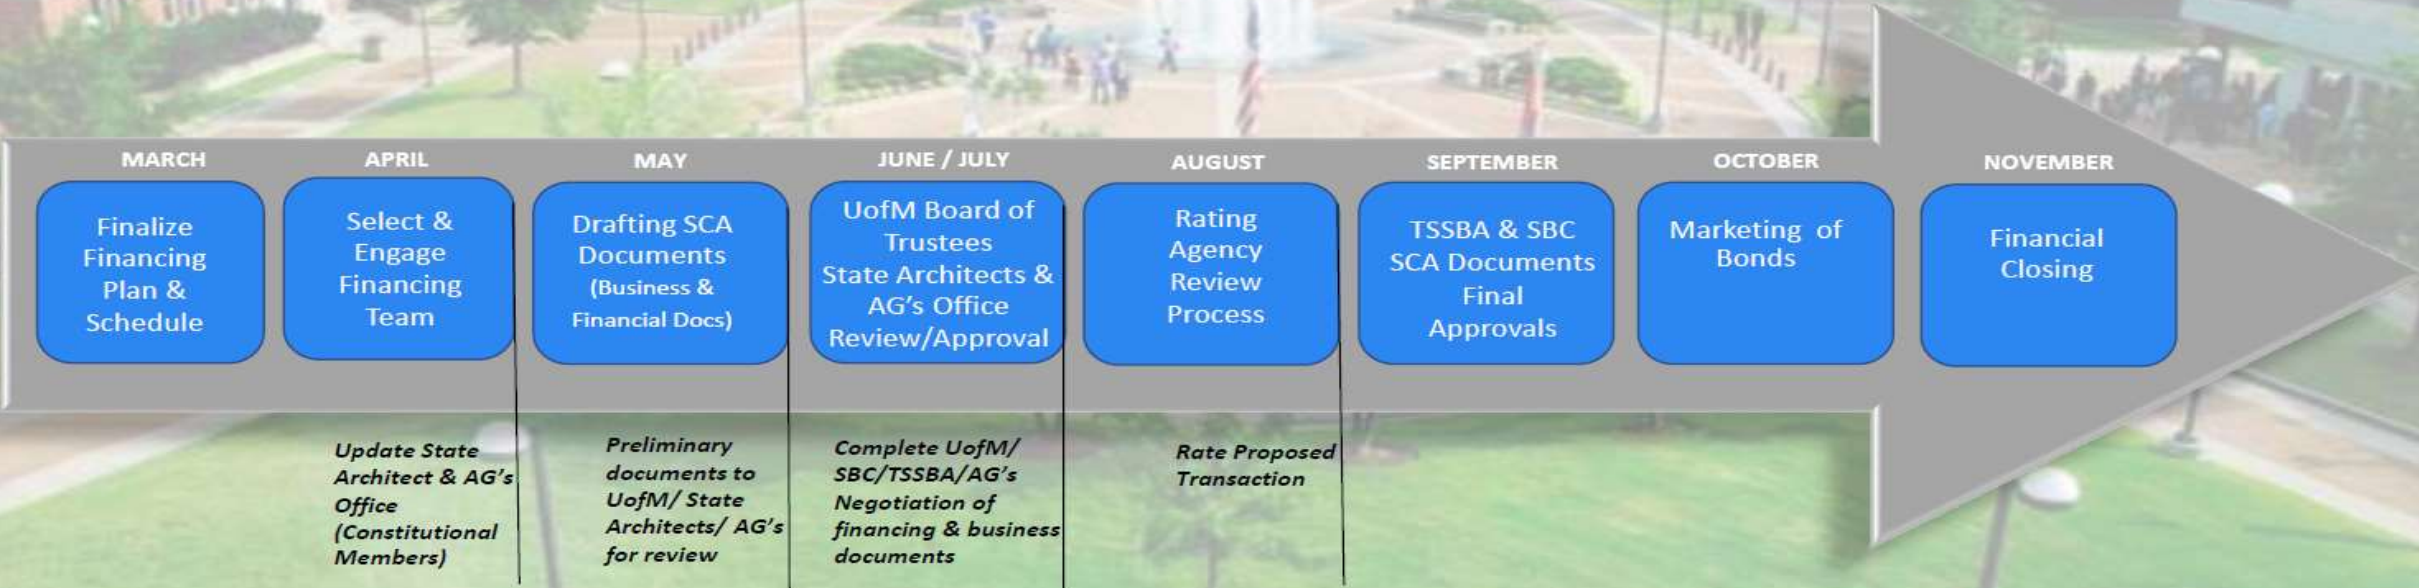 MARCH
Finalize
Financing
Plan &
Schedule
APRIL
Select &
Engage
Financing
Team
Update State
Architect & AG's
Office
(Constitutional
Members)
MAY
Drafting SCA
Documents
(Business &
Financial Docs)
Preliminary
documents to
UofM/ State
Architects/ AG's
for review
JUNE / JULY
UofM Board of
Trustees
State Architects &
AG's Office
Review/Approval
Complete UofM/
SBC/TSSBA/AG's
Negotiation of
financing & business
documents
AUGUST
Rating
Agency
Review
Process
Rate Proposed
Transaction
SEPTEMBER
TSSBA & SBC
SCA Documents
Final
Approvals
OCTOBER
Marketing of
Bonds
NOVEMBER
Financial
Closing